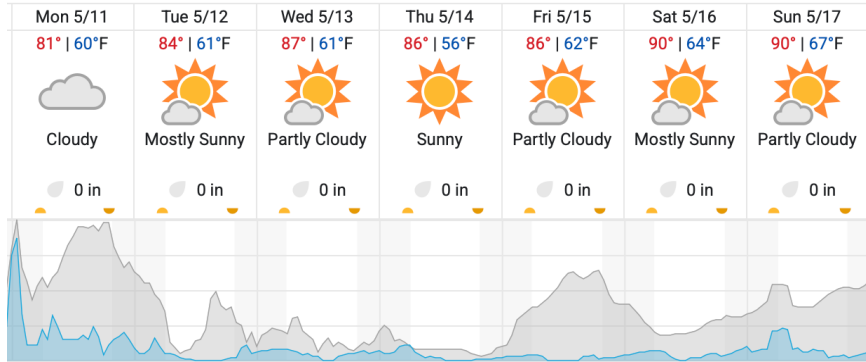 Mon 5/11 Tue 5/12 Wed 5/13 Thu 5/14 Fri 5/15 Sat 5/16 Sun 5/17
81° | 60°F 84° | 61°F 87° | 61°F 86° | 56°F 86° | 62°F 90° | 64°F 90° | 67°F
Cloudy Mostly Sunny Partly Cloudy Sunny Partly Cloudy Mostly Sunny Partly Cloudy
0 in 0 in 0 in 0 in 0 in 0 in 0 in